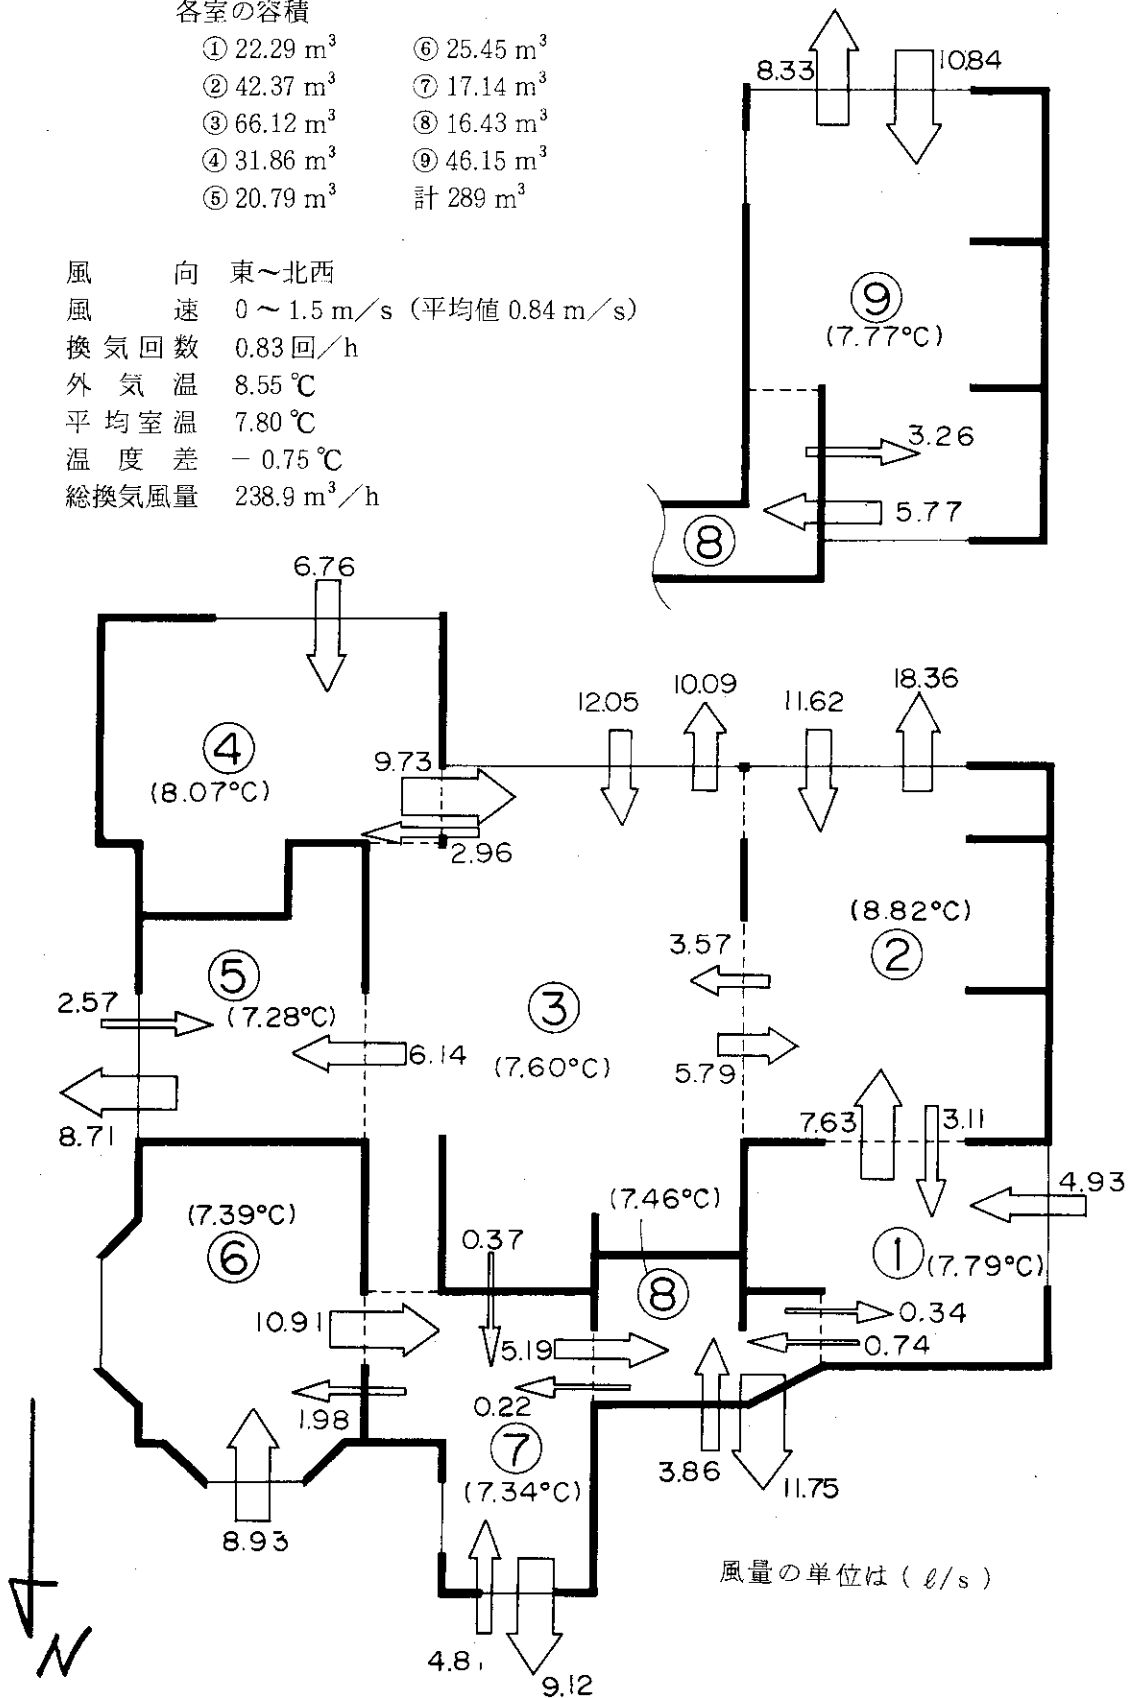 各室の容積
① 22.29 m³ ⑥ 25.45 m³
② 42.37 m³ ⑦ 17.14 m³
③ 66.12 m³ ⑧ 16.43 m³
④ 31.86 m³ ⑨ 46.15 m³
⑤ 20.79 m³ 計 289 m³
風向 東～北西
風速 0～1.5 m／s（平均値 0.84 m／s）
換気回数 0.83 回／h
外気温 8.55 ℃
平均室温 7.80 ℃
温度差 －0.75 ℃
総換気風量 238.9 m³／h
8.33
10.84
⑨
(7.77°C)
3.26
5.77
⑧
6.76
12.05
10.09
11.62
18.36
④
(8.07°C)
9.73
2.96
(8.82°C)
②
3.57
⑤
(7.28°C)
2.57
③
(7.60°C)
6.14
5.79
8.71
7.63
3.11
4.93
(7.39°C)
⑥
(7.46°C)
⑧
0.37
①
(7.79°C)
10.91
5.19
0.34
0.74
1.98
0.22
⑦
(7.34°C)
3.86
11.75
8.93
風量の単位は（ℓ/s）
4.81
9.12
N